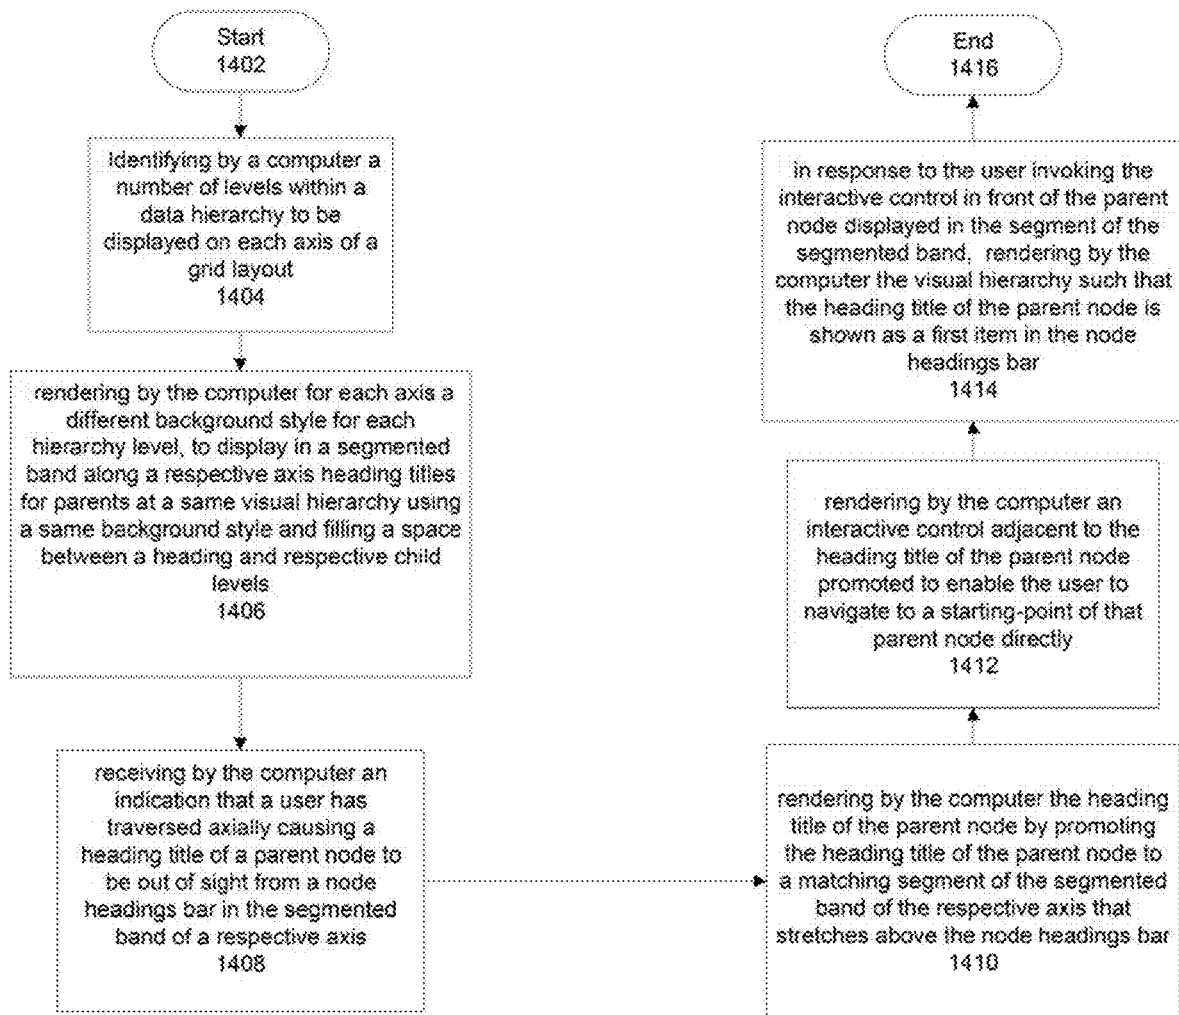 Start
1402
Identifying by a computer a
number of levels within a
data hierarchy to be
displayed on each axis of a
grid layout
1404
rendering by the computer for each axis a
different background style for each
hierarchy level, to display in a segmented
band along a respective axis heading titles
for parents at a same visual hierarchy using
a same background style and filling a space
between a heading and respective child
levels
1406
receiving by the computer an
indication that a user has
traversed axially causing a
heading title of a parent node to
be out of sight from a node
headings bar in the segmented
band of a respective axis
1408
rendering by the computer the heading
title of the parent node by promoting
the heading title of the parent node to
a matching segment of the segmented
band of the respective axis that
stretches above the node headings bar
1410
rendering by the computer an
interactive control adjacent to the
heading title of the parent node
promoted to enable the user to
navigate to a starting-point of that
parent node directly
1412
in response to the user invoking the
interactive control in front of the parent
node displayed in the segment of the
segmented band, rendering by the
computer the visual hierarchy such that
the heading title of the parent node is
shown as a first item in the node
headings bar
1414
End
1416